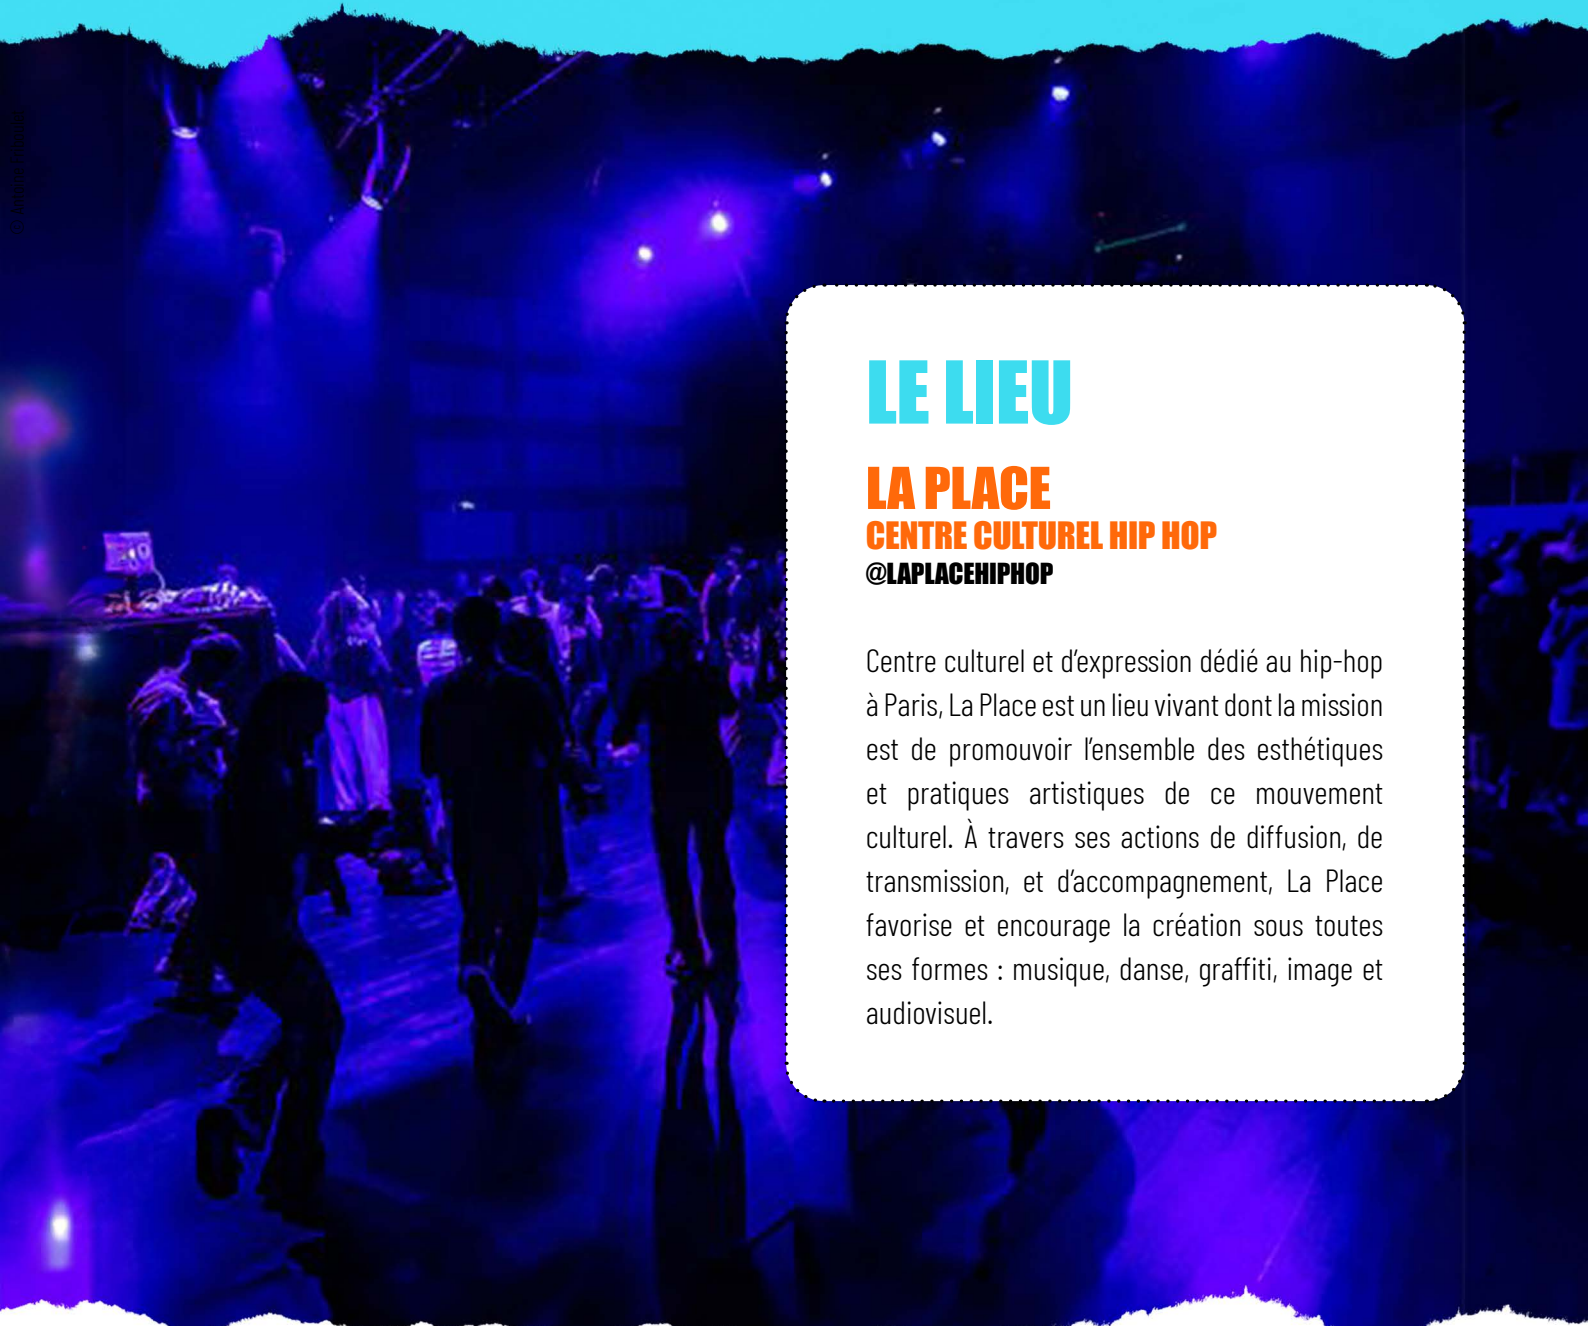 LE LIEU
LA PLACE
CENTRE CULTUREL HIP HOP
@LAPLACEHIPHOP
Centre culturel et d’expression dédié au hip-hop
à Paris, La Place est un lieu vivant dont la mission
est de promouvoir l’ensemble des esthétiques
et pratiques artistiques de ce mouvement
culturel. À travers ses actions de diffusion, de
transmission, et d’accompagnement, La Place
favorise et encourage la création sous toutes
ses formes : musique, danse, graffiti, image et
audiovisuel.